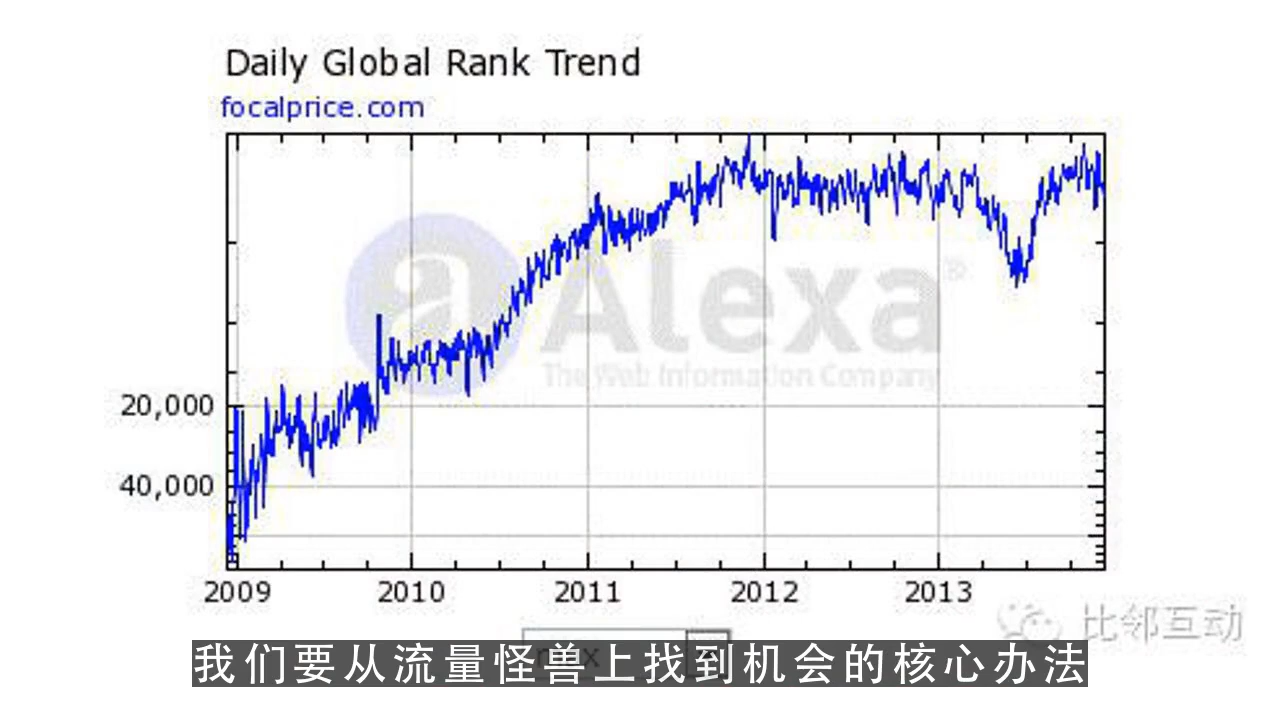 Daily Global Rank Trend
focalprice.com
a Alexa®
The Web Information Company
20,000
40,000
2009 2010 2011 2012 2013
比邻互动
max
我们要从流量怪兽上找到机会的核心办法